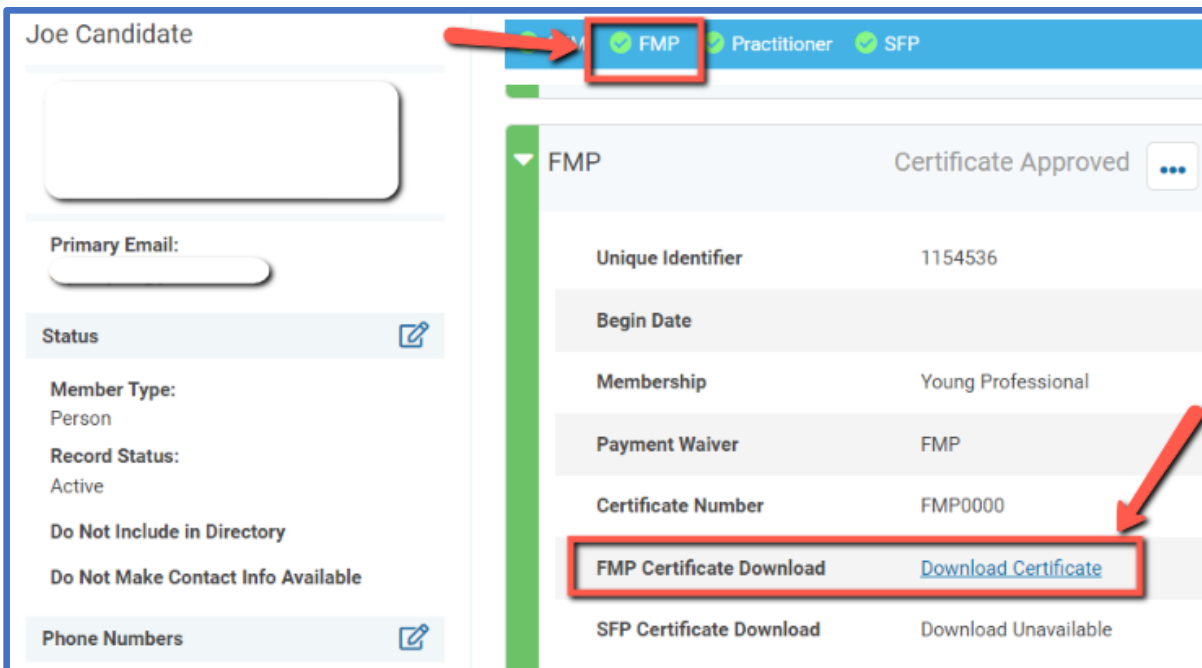 Joe Candidate
FMP
Practitioner
SFP
FMP
Certificate Approved
Primary Email:
Unique Identifier 1154536
Begin Date
Status
Membership Young Professional
Member Type:
Person
Payment Waiver FMP
Record Status:
Active
Certificate Number FMP0000
Do Not Include in Directory
FMP Certificate Download Download Certificate
Do Not Make Contact Info Available
SFP Certificate Download Download Unavailable
Phone Numbers